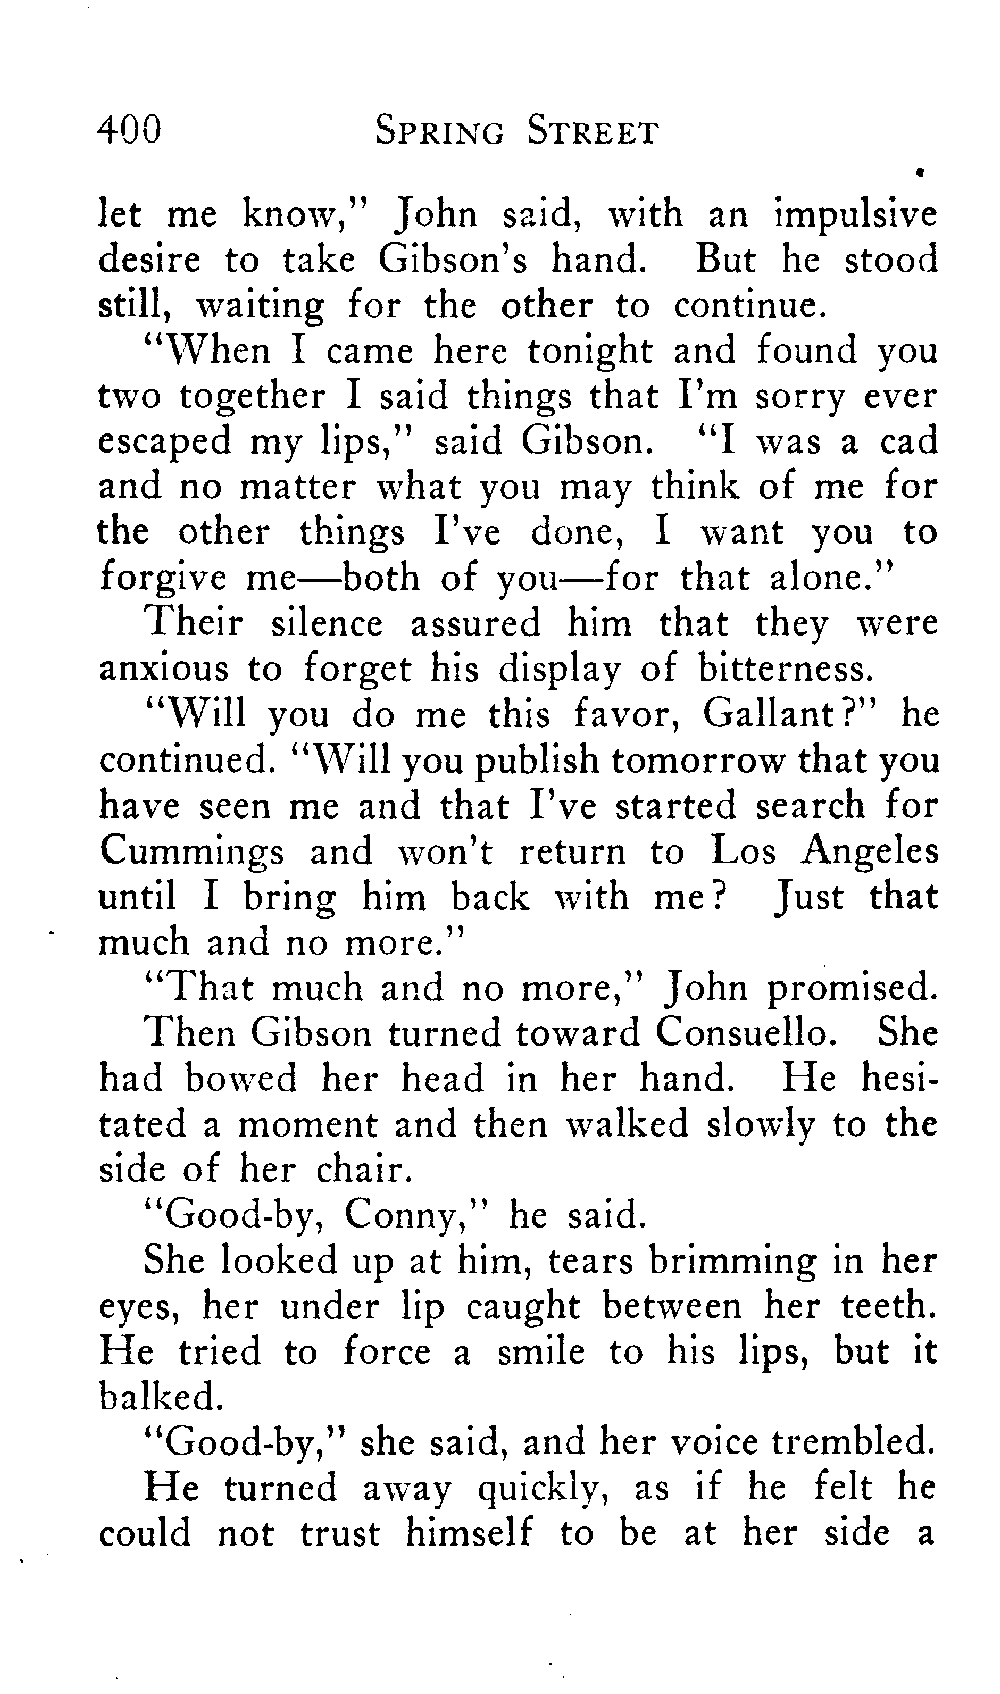 400 SPRING STREET
let me know," John said, with an impulsive
desire to take Gibson's hand. But he stood
still, waiting for the other to continue.
"When I came here tonight and found you
two together I said things that I'm sorry ever
escaped my lips," said Gibson. "I was a cad
and no matter what you may think of me for
the other things I've done, I want you to
forgive me—both of you—for that alone."
Their silence assured him that they were
anxious to forget his display of bitterness.
"Will you do me this favor, Gallant?" he
continued. "Will you publish tomorrow that you
have seen me and that I've started search for
Cummings and won't return to Los Angeles
until I bring him back with me? Just that
much and no more."
"That much and no more," John promised.
Then Gibson turned toward Consuello. She
had bowed her head in her hand. He hesi-
tated a moment and then walked slowly to the
side of her chair.
"Good-by, Conny," he said.
She looked up at him, tears brimming in her
eyes, her under lip caught between her teeth.
He tried to force a smile to his lips, but it
balked.
"Good-by," she said, and her voice trembled.
He turned away quickly, as if he felt he
could not trust himself to be at her side a